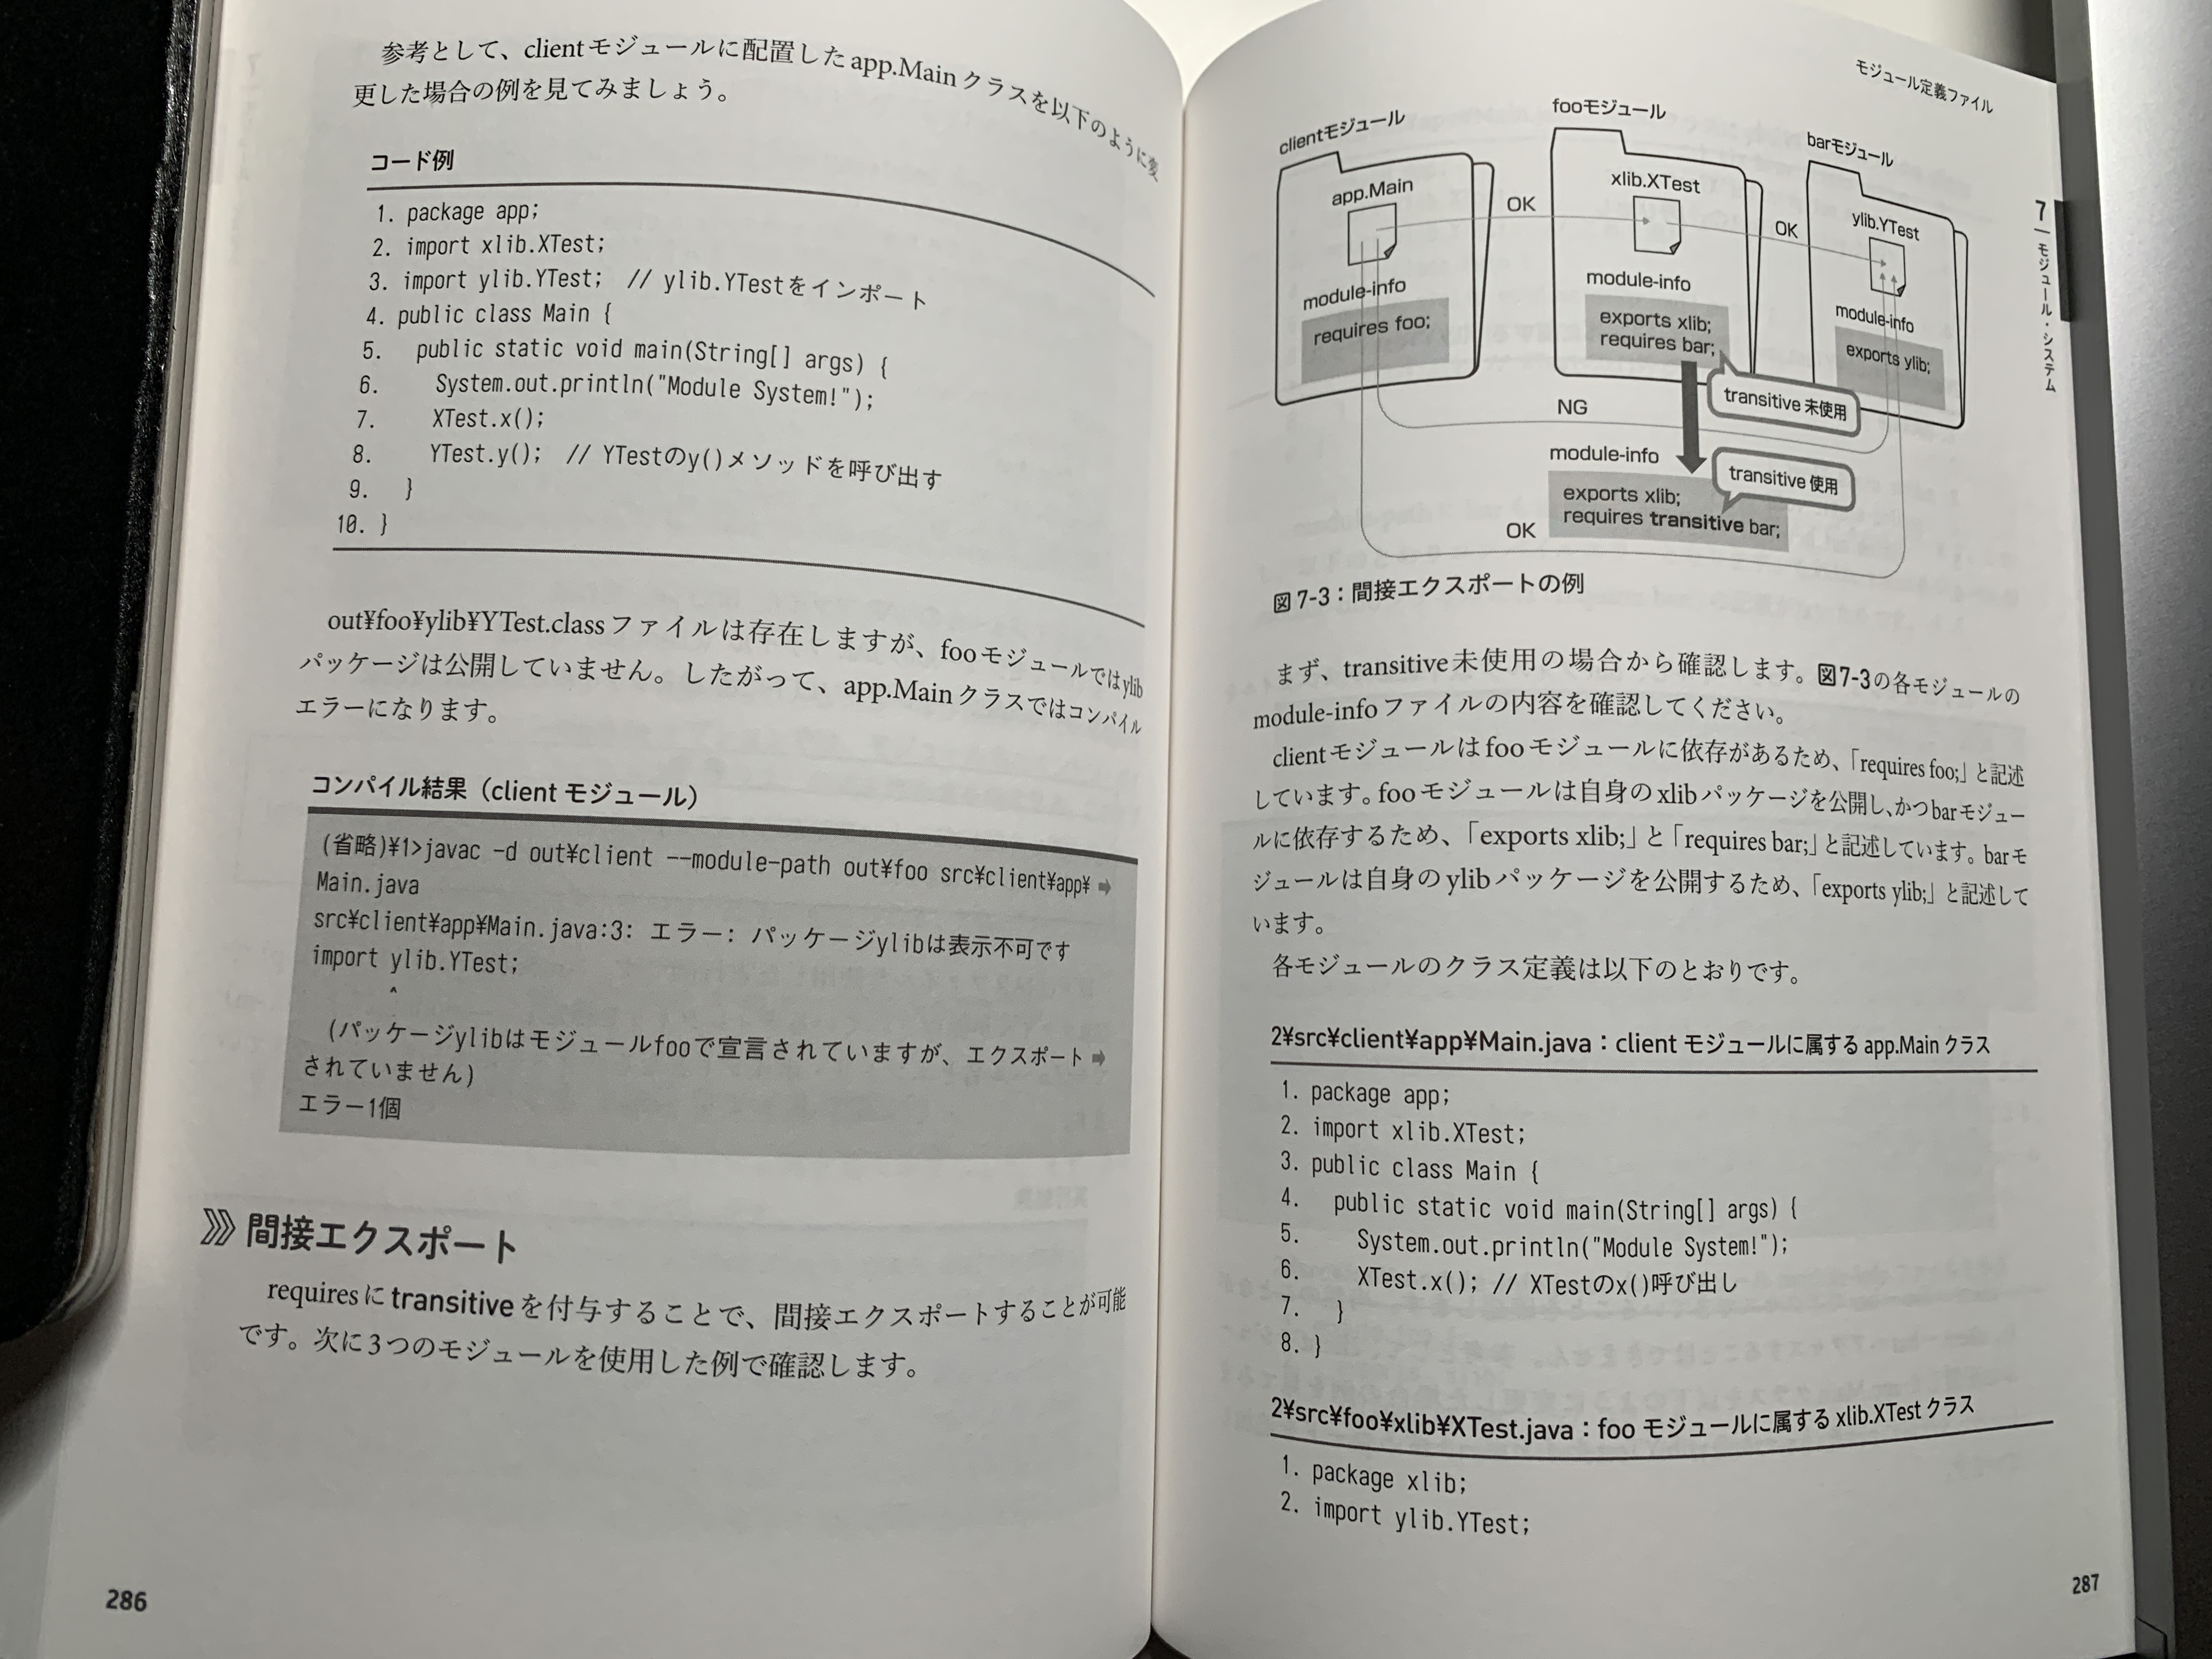 参考として、clientモジュールに配置したapp.Mainクラスを以下のように変
更した場合の例を見てみましょう。
コード例
1. package app;
2. import xlib.XTest;
3. import ylib.YTest;  // ylib.YTestをインポート
4. public class Main {
5.   public static void main(String[] args) {
6.     System.out.println("Module System!");
7.     XTest.x();
8.     YTest.y();  // YTestのy()メソッドを呼び出す
9.   }
10. }
out¥foo¥ylib¥YTest.classファイルは存在しますが、fooモジュールではylib
パッケージは公開していません。したがって、app.Mainクラスではコンパイル
エラーになります。
コンパイル結果（client モジュール）
(省略)¥1>javac -d out¥client --module-path out¥foo src¥client¥app¥ ➡
Main.java
src¥client¥app¥Main.java:3: エラー: パッケージylibは表示不可です
import ylib.YTest;
^
(パッケージylibはモジュールfooで宣言されていますが、エクスポート ➡
されていません)
エラー1個
間接エクスポート
requiresにtransitiveを付与することで、間接エクスポートすることが可能
です。次に3つのモジュールを使用した例で確認します。
286
モジュール定義ファイル
7
モジュール・システム
clientモジュール
fooモジュール
barモジュール
app.Main
OK
xlib.XTest
OK
ylib.YTest
module-info
requires foo;
module-info
exports xlib;
requires bar;
module-info
exports ylib;
transitive 未使用
NG
module-info
transitive 使用
exports xlib;
requires transitive bar;
OK
図7-3：間接エクスポートの例
まず、transitive未使用の場合から確認します。図7-3の各モジュールの
module-infoファイルの内容を確認してください。
clientモジュールはfooモジュールに依存があるため、「requires foo;」と記述
しています。fooモジュールは自身のxlibパッケージを公開し、かつbarモジュー
ルに依存するため、「exports xlib;」と「requires bar;」と記述しています。barモ
ジュールは自身のylibパッケージを公開するため、「exports ylib;」と記述して
います。
各モジュールのクラス定義は以下のとおりです。
2¥src¥client¥app¥Main.java：client モジュールに属する app.Main クラス
1. package app;
2. import xlib.XTest;
3. public class Main {
4.   public static void main(String[] args) {
5.     System.out.println("Module System!");
6.     XTest.x(); // XTestのx()呼び出し
7.   }
8. }
2¥src¥foo¥xlib¥XTest.java：foo モジュールに属する xlib.XTest クラス
1. package xlib;
2. import ylib.YTest;
287